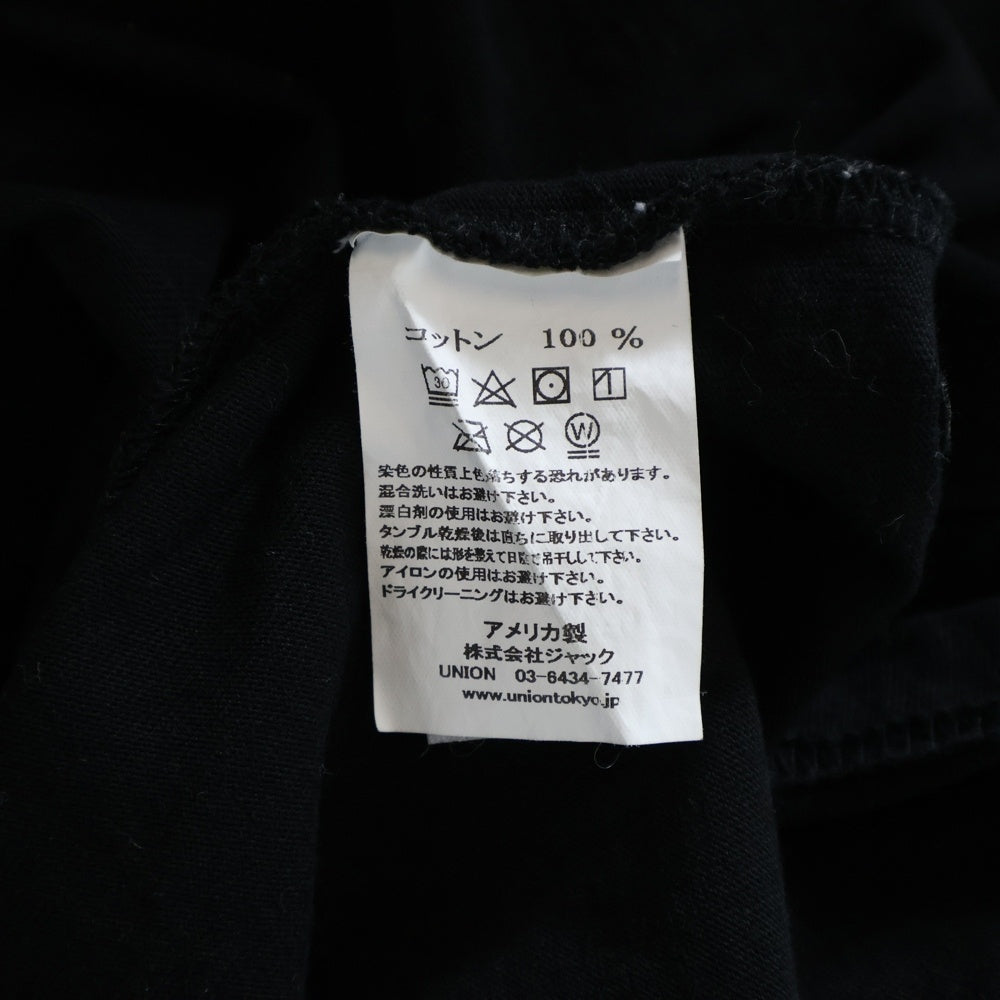 コットン 100 %
30
W
染色の性質上色落ちする恐れがあります。
混合洗いはお避け下さい。
漂白剤の使用はお避け下さい。
タンブル乾燥後は直ちに取り出して下さい。
乾燥の際には形を整えて日陰で吊干しして下さい。
アイロンの使用はお避け下さい。
ドライクリーニングはお避け下さい。
アメリカ製
株式会社ジャック
UNION 03-6434-7477
www.uniontokyo.jp